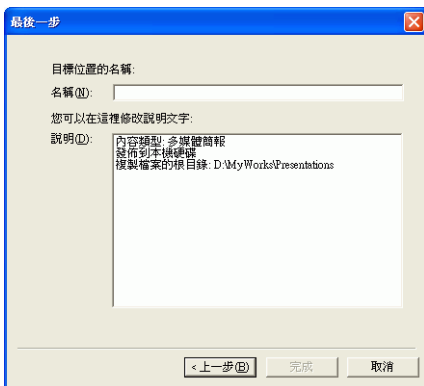 最後一步
目標位置的名稱:
名稱(N):
您可以在這裡修改說明文字:
說明(D):
內容類型: 多媒體簡報
發佈到本機硬碟
複製檔案的根目錄: D:\MyWorks\Presentations
<上一步(B)
完成
取消